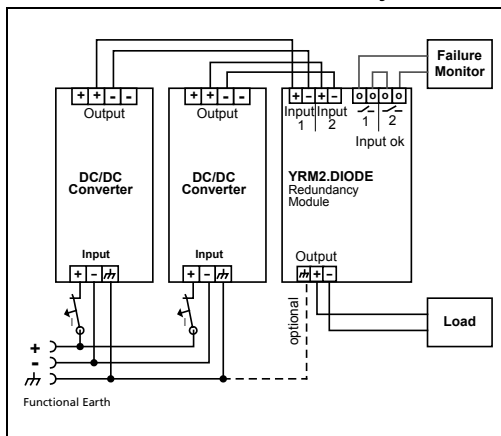 Failure
Monitor
+ + - -
+ + - -
+ - + -
o o o o
Output
Output
Input Input
1 2
1 2
Input ok
DC/DC
Converter
DC/DC
Converter
YRM2.DIODE
Redundancy
Module
Input
Input
Output
+ -
+ -
+ -
optional
Load
+
-
Functional Earth